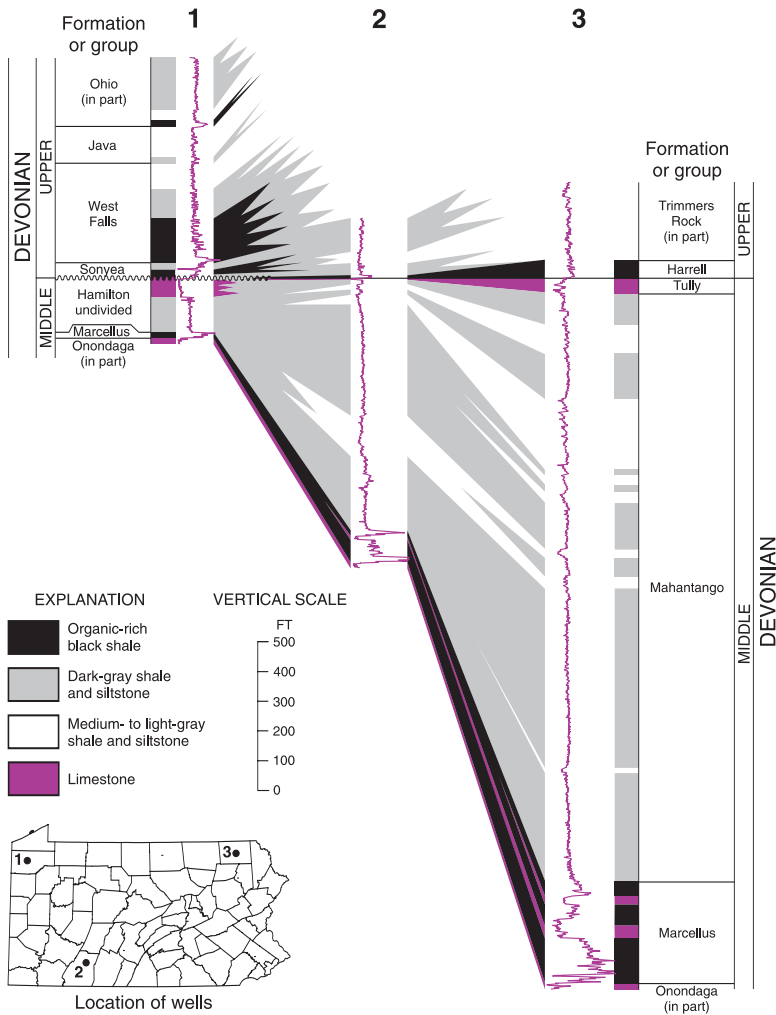 1
2
3
Formation
or group
DEVONIAN
UPPER
MIDDLE
Ohio
(in part)
Java
West
Falls
Sonyea
Hamilton
undivided
Marcellus
Onondaga
(in part)
Formation
or group
Trimmers
Rock
(in part)
Harrell
Tully
Mahantango
Marcellus
Onondaga
(in part)
UPPER
MIDDLE
DEVONIAN
EXPLANATION
Organic-rich
black shale
Dark-gray shale
and siltstone
Medium- to light-gray
shale and siltstone
Limestone
VERTICAL SCALE
FT
500
400
300
200
100
0
1
3
2
Location of wells